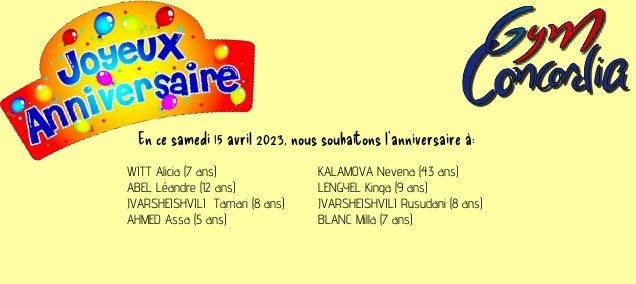 Joyeux
Anniversaire
Gym
Concordia
En ce samedi 15 avril 2023, nous souhatons l'anniversaire à:
WITT Alicia (7 ans)
ABEL Léandre (12 ans)
JVARSHEISHVILI Tamari (8 ans)
AHMED Assa (5 ans)
KALAMOVA Nevena (43 ans)
LENGYEL Kinga (9 ans)
JVARSHEISHVILI Rusudani (8 ans)
BLANC Milla (7 ans)